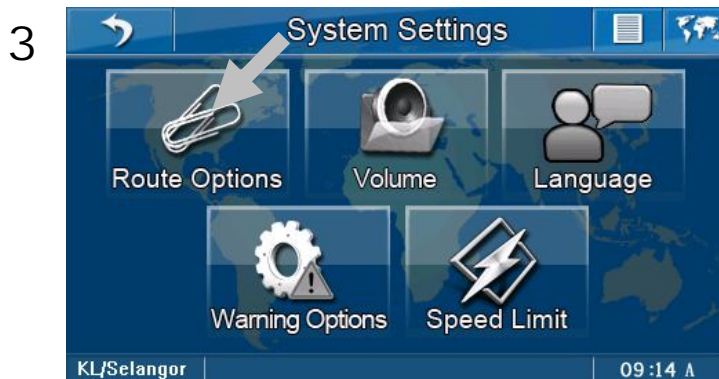 3
System Settings
Route Options Volume Language
Warning Options Speed Limit
KL/Selangor 09:14 A